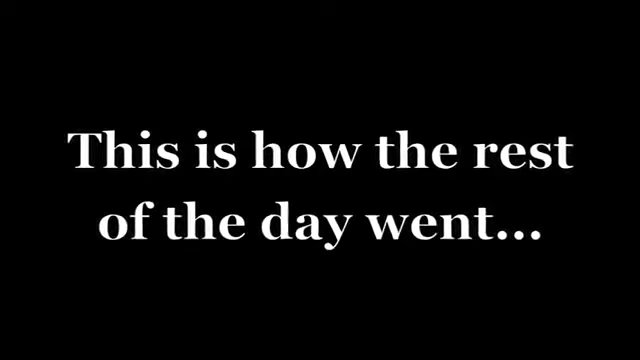 This is how the rest
of the day went...